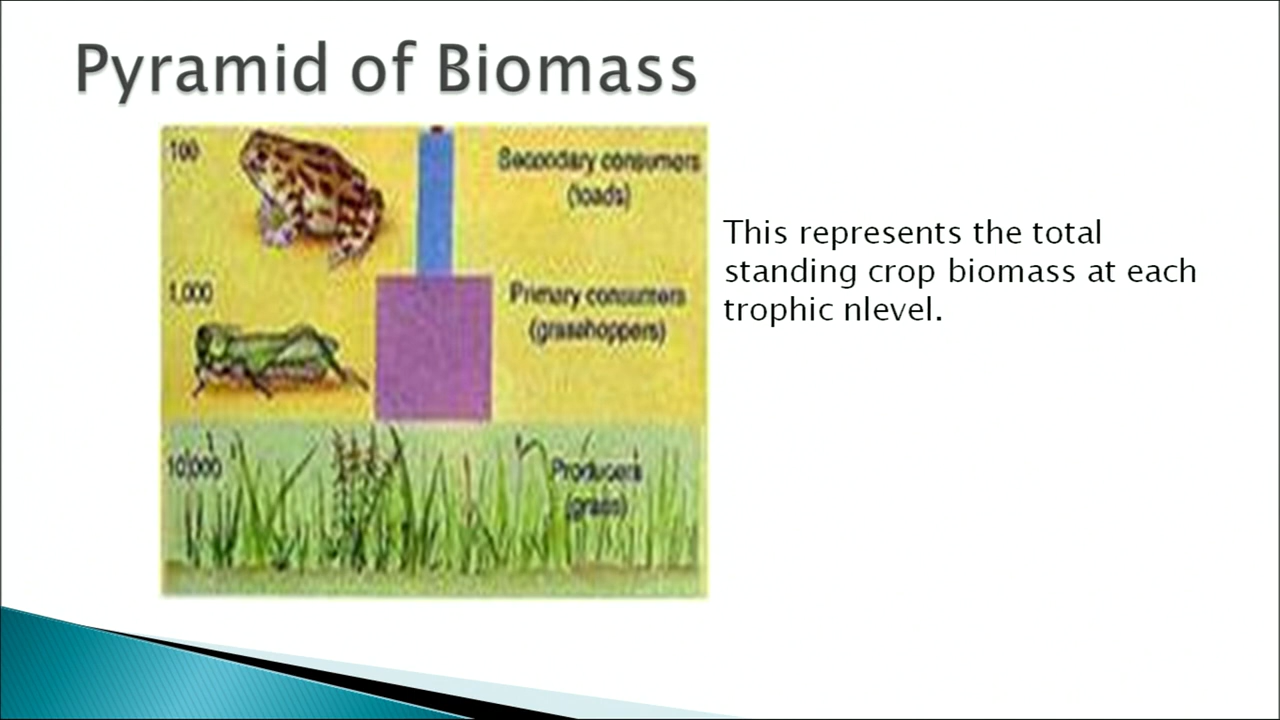 Pyramid of Biomass
100
Secondary consumers
(toads)
1,000
Primary consumers
(grasshoppers)
10,000
Producers
(grass)
This represents the total
standing crop biomass at each
trophic nlevel.